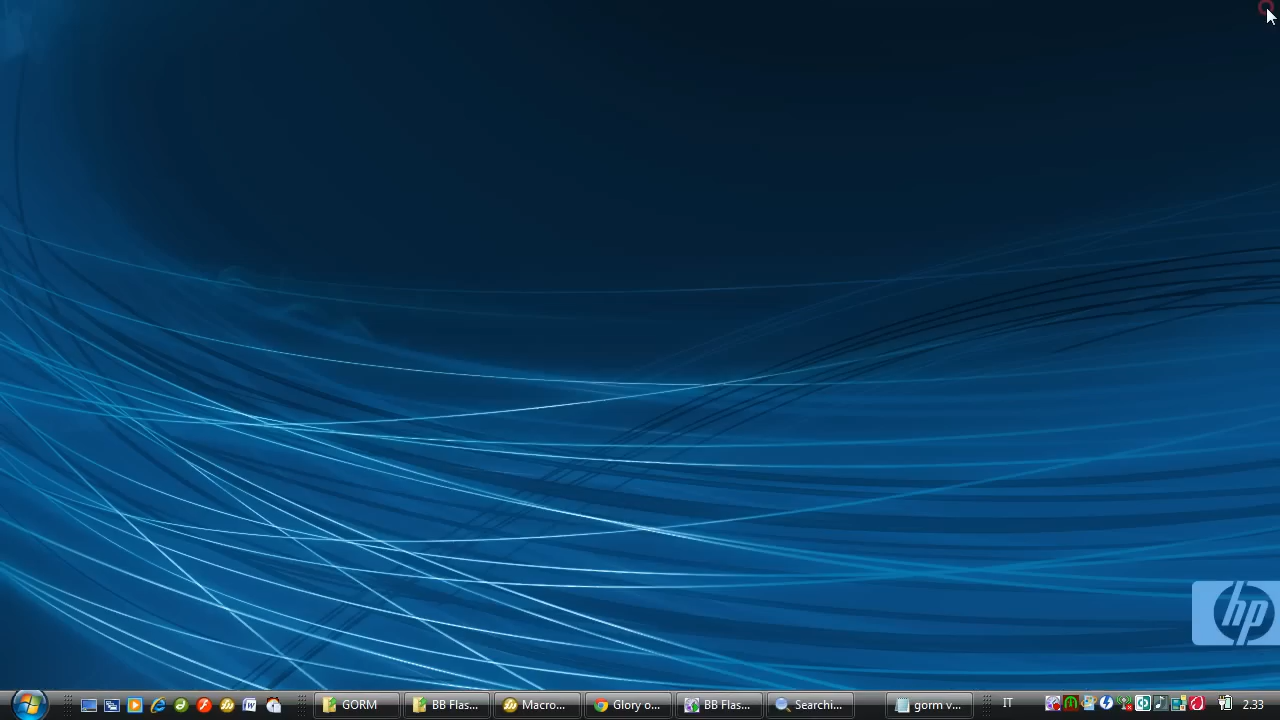 hp
GORM
BB Flas...
Macro...
Glory o...
BB Flas...
Searchi...
gorm v...
IT
2.33